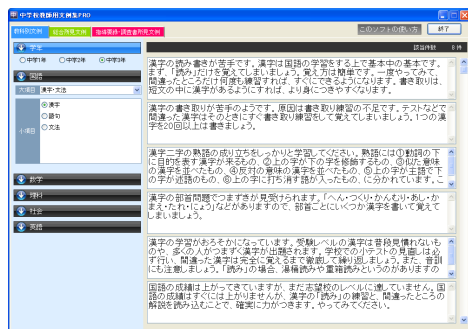 中学校教師用文例集PRO
教科別文例 総合所見文例 指導要録・調査書所見文例
このソフトの使い方 終了
学年
中学1年 中学2年 中学3年
国語
大項目 漢字・文法
小項目
漢字
語句
文法
数学
理科
社会
英語
該当件数 8 件
漢字の読み書きが苦手です。漢字は国語の学習をする上で基本中の基本です。
まず、「読み」だけを覚えてしまいましょう。覚え方は簡単です。一度やってみて、
間違ったところだけ何度も練習すれば、すぐにできるようになります。書き取りは、
短文の中に漢字があるようにすれば、より身につきやすくなります。
漢字の書き取りが苦手のようです。原因は書き取り練習の不足です。テストなどで
間違った漢字はそのときにすぐ書き取り練習をして覚えてしまいましょう。1つの漢
字を20回以上は書きましょう。
漢字二字の熟語の成り立ちをしっかりと学習してください。熟語には①動詞の下
に目的を表す漢字が来るもの、②上の字が下の字を修飾するもの、③似た意味
の漢字を並べたもの、④反対の意味の漢字を並べたもの、⑤上の字が主語で下
の字が述語のもの、⑥上の字に打ち消す語が入ったもの、に分かれています。こ
漢字の部首問題でつまずきが見受けられます。「へん・つくり・かんむり・あし・か
まえ・たれ・にょう」などがありますので、部首ごとにいくつか漢字を書いて覚えて
しまいましょう。
漢字の学習がおろそかになっています。受験レベルの漢字は普段見慣れないも
のや、多くの人がつまずく漢字が出題されます。学校での小テストの見直しは必
ず行い、間違った漢字は完全に覚えるまで徹底して繰り返しましょう。また、音訓
にも注意しましょう。「読み」の場合、湯桶読みや重箱読みというのがありますの
国語の成績は上がってきていますが、まだ志望校のレベルに達していません。国
語の成績はすぐには上がりませんが、漢字の「読み」の練習と、間違ったところの
解説を読み込むことで、確実に力がつきます。やってみてください。